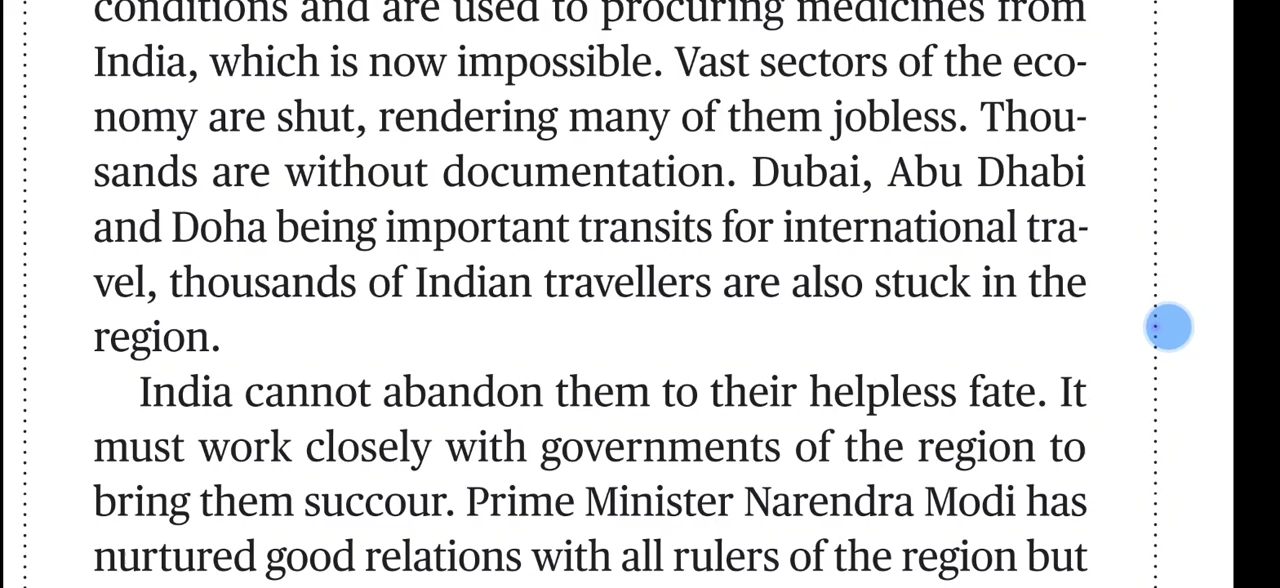 conditions and are used to procuring medicines from
India, which is now impossible. Vast sectors of the eco-
nomy are shut, rendering many of them jobless. Thou-
sands are without documentation. Dubai, Abu Dhabi
and Doha being important transits for international tra-
vel, thousands of Indian travellers are also stuck in the
region.
India cannot abandon them to their helpless fate. It
must work closely with governments of the region to
bring them succour. Prime Minister Narendra Modi has
nurtured good relations with all rulers of the region but